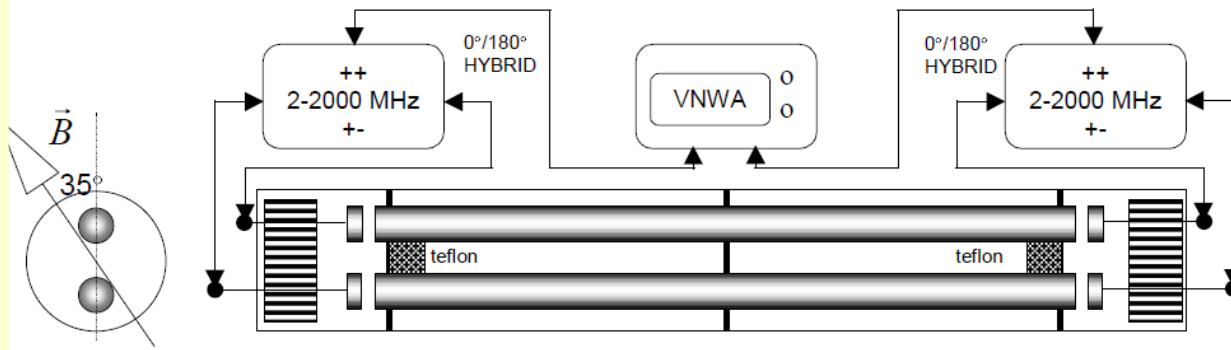 0°/180°
HYBRID
++
2-2000 MHz
+-
VNWA
o
o
0°/180°
HYBRID
++
2-2000 MHz
+-
B⃗
35°
teflon
teflon